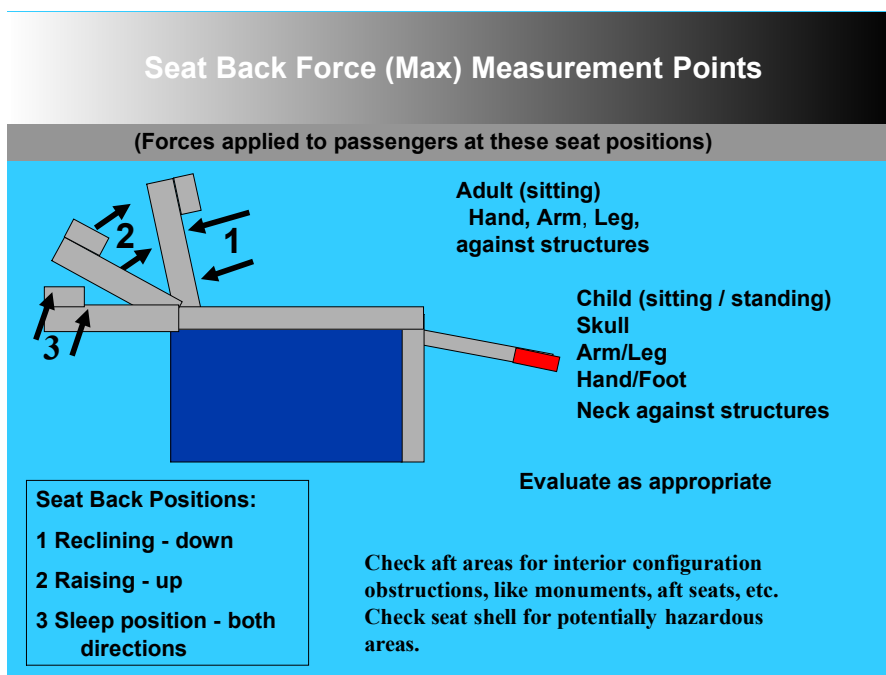 Seat Back Force (Max) Measurement Points
(Forces applied to passengers at these seat positions)
2
1
3
Adult (sitting)
Hand, Arm, Leg,
against structures
Child (sitting / standing)
Skull
Arm/Leg
Hand/Foot
Neck against structures
Evaluate as appropriate
Seat Back Positions:
1 Reclining - down
2 Raising - up
3 Sleep position - both
directions
Check aft areas for interior configuration
obstructions, like monuments, aft seats, etc.
Check seat shell for potentially hazardous
areas.